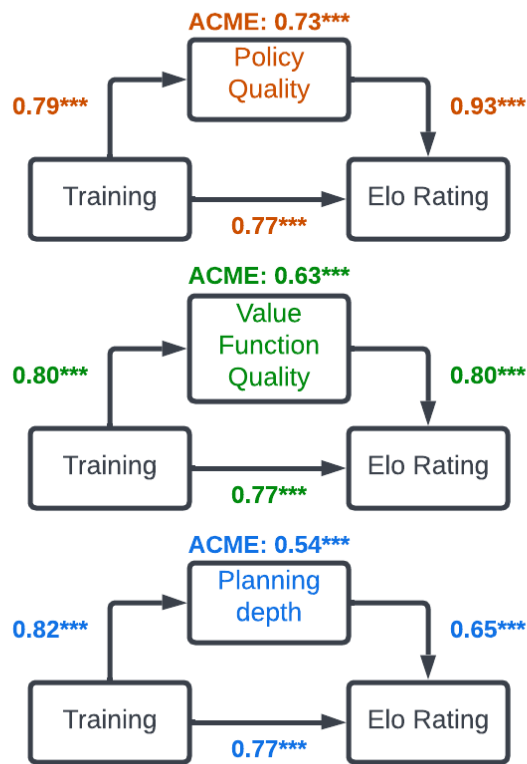 ACME: 0.73***
Policy
Quality
0.79***
0.93***
Training
Elo Rating
0.77***
ACME: 0.63***
Value
Function
Quality
0.80***
0.80***
Training
Elo Rating
0.77***
ACME: 0.54***
Planning
depth
0.82***
0.65***
Training
Elo Rating
0.77***